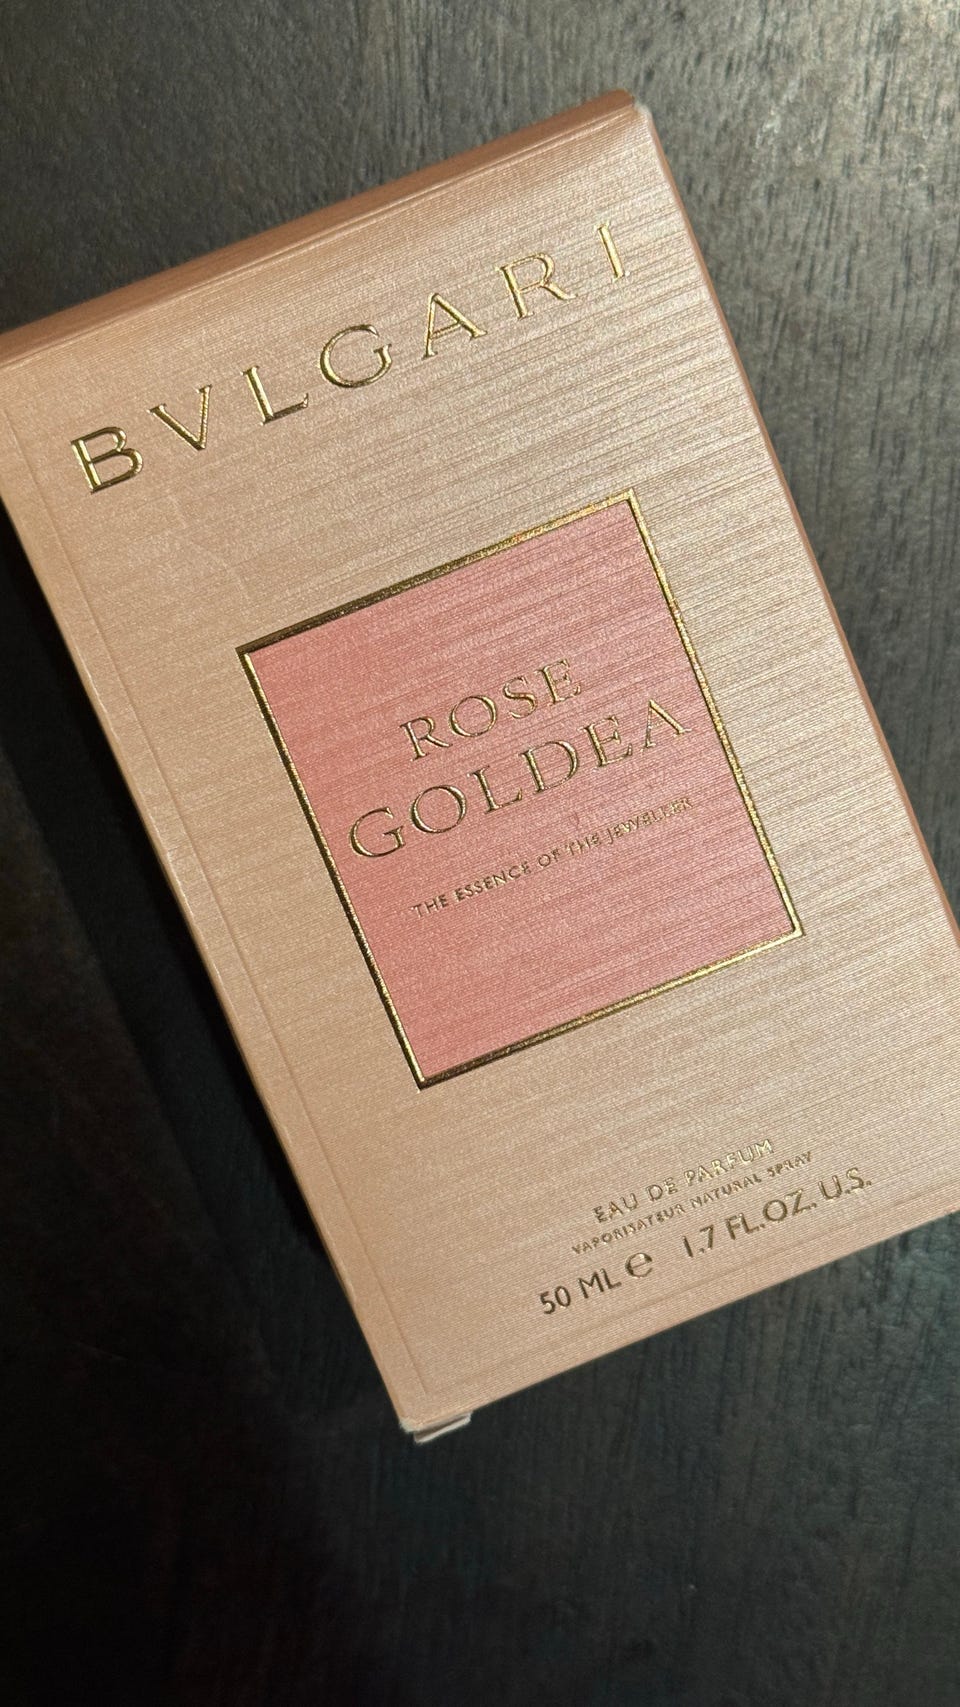 BVLGARI
ROSE
GOLDEA
THE ESSENCE OF THE JEWELLER
EAU DE PARFUM
VAPORISATEUR NATURAL SPRAY
50 ML ℮ 1.7 FL.OZ. U.S.